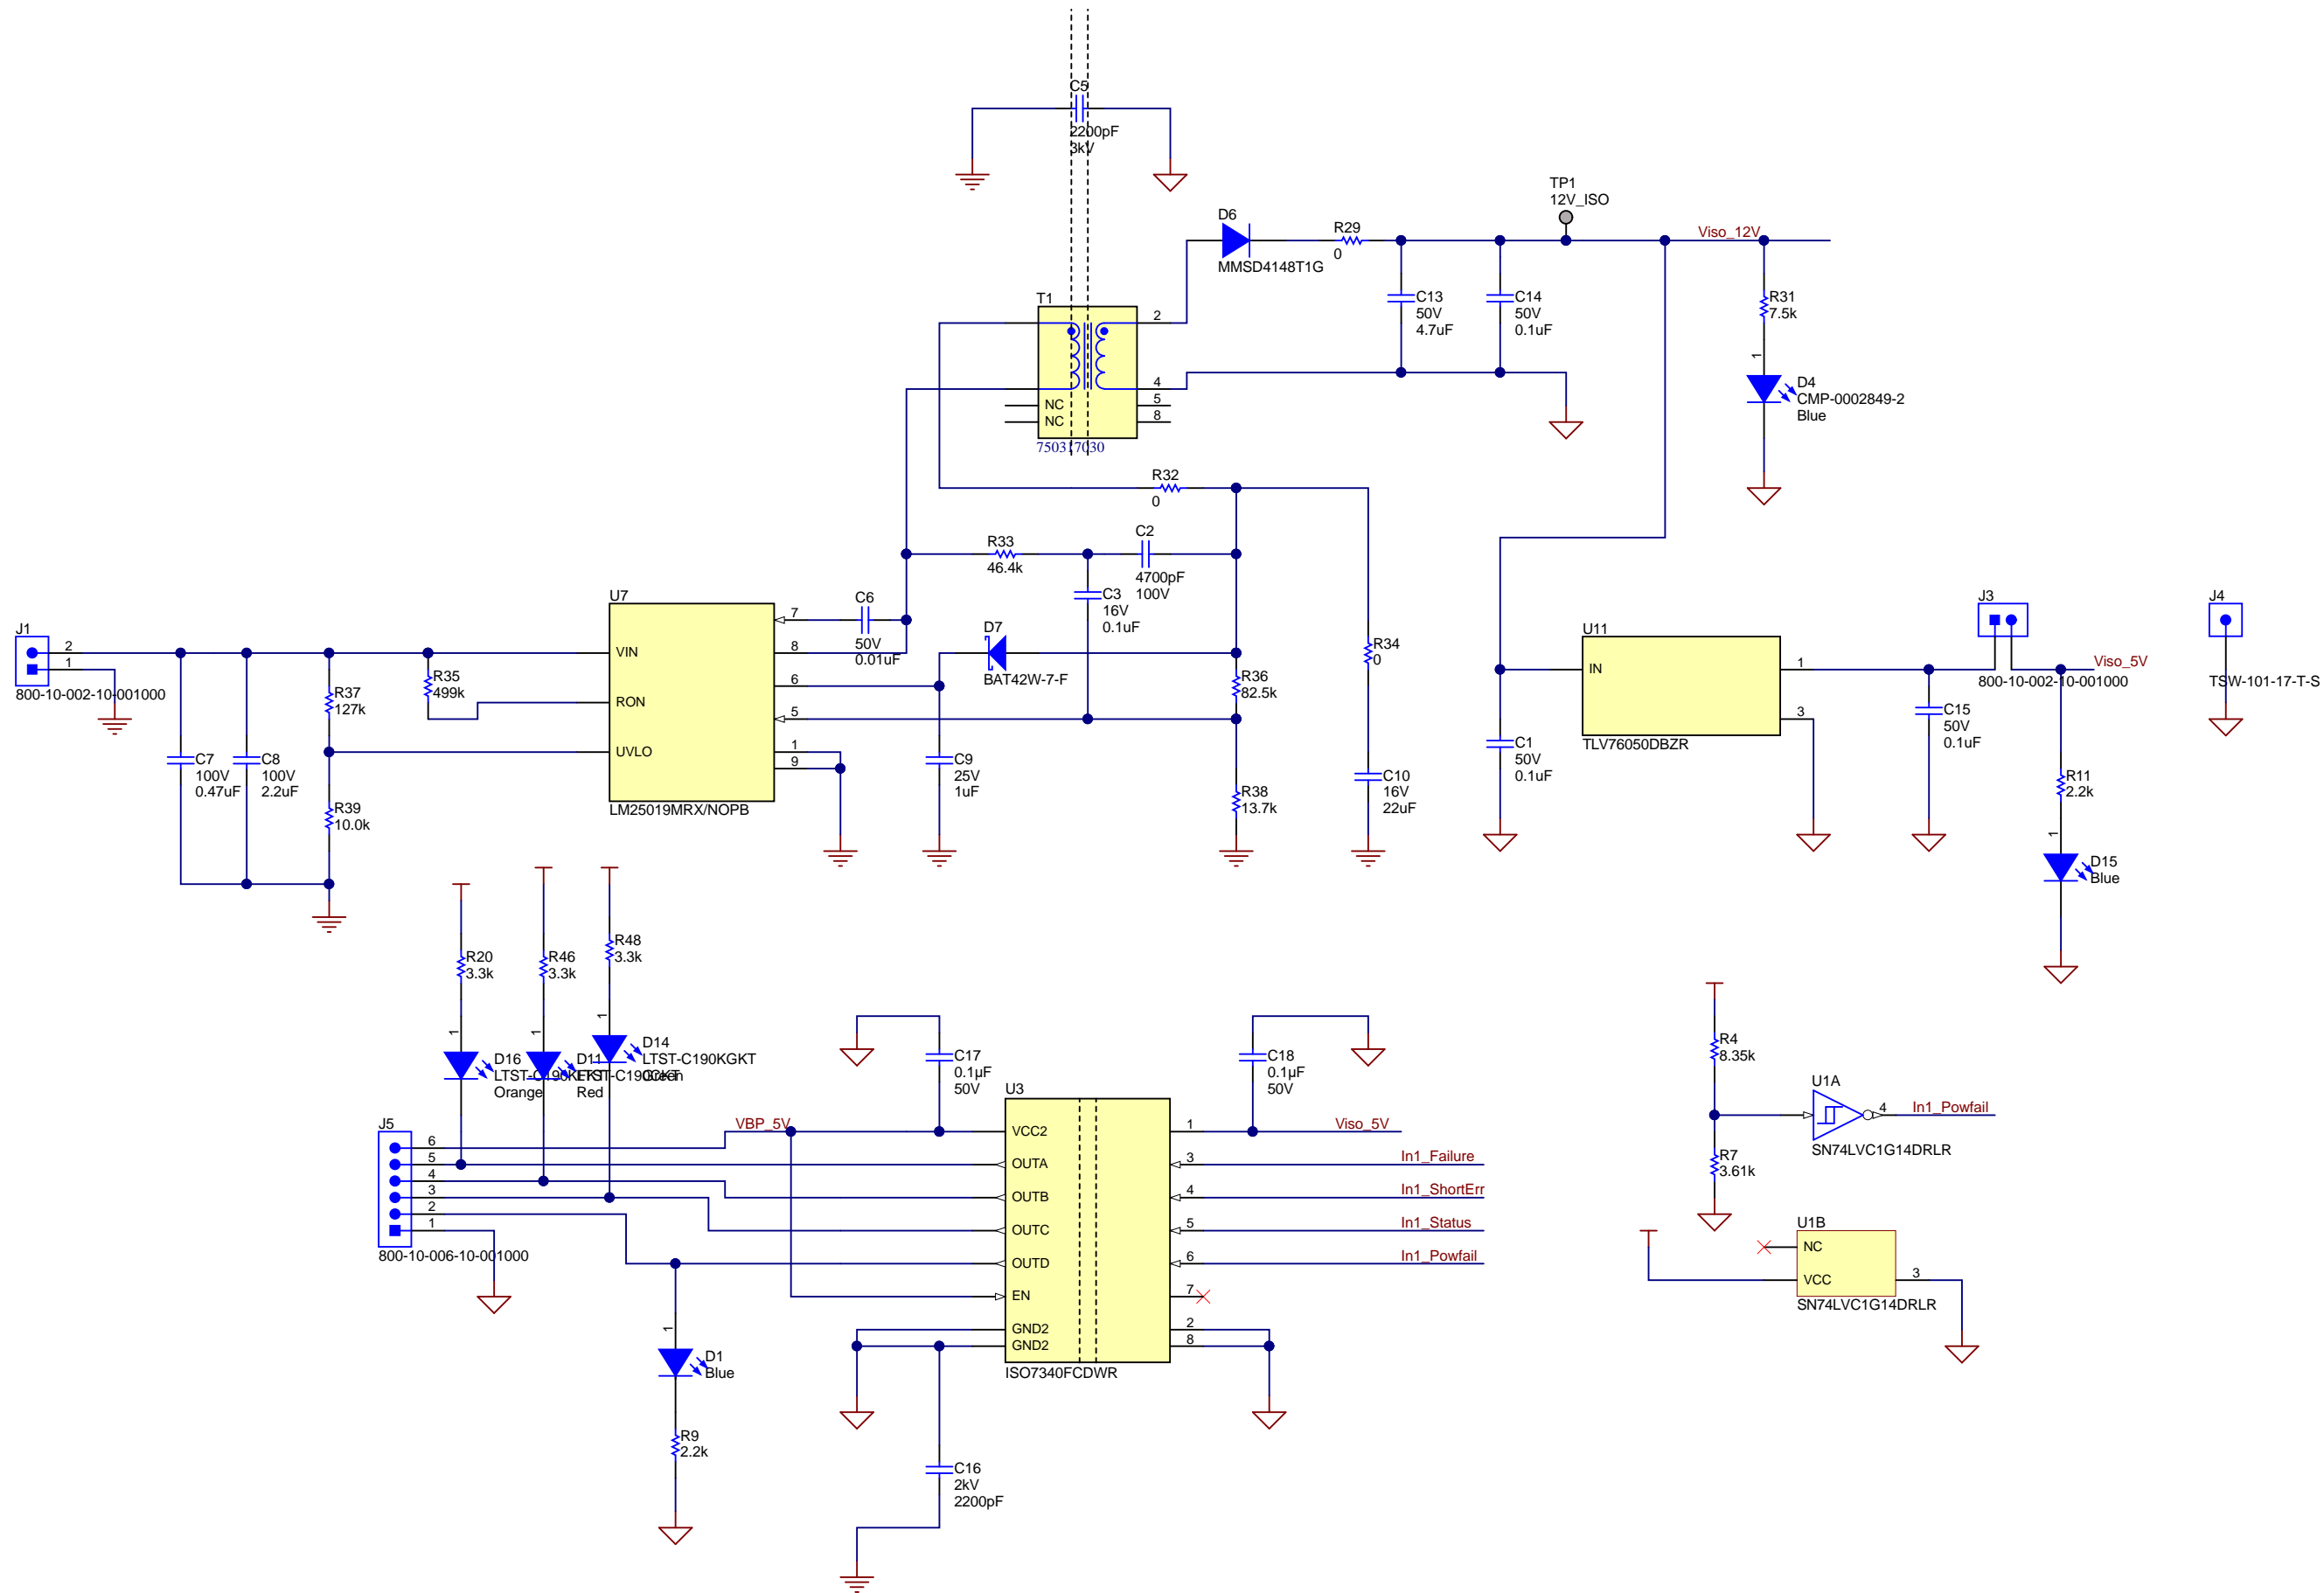 C5
2200pF
3kV
TP1
12V_ISO
D6
MMSD4148T1G
R29
0
Viso_12V
T1
2
4
5
8
NC
NC
750317030
C13
50V
4.7uF
C14
50V
0.1uF
R31
7.5k
1
D4
CMP-0002849-2
Blue
R32
0
R33
46.4k
C2
4700pF
100V
C3
16V
0.1uF
C6
50V
0.01uF
D7
BAT42W-7-F
R34
0
R36
82.5k
R38
13.7k
C9
25V
1uF
C10
16V
22uF
J1
2
1
800-10-002-10-001000
C7
100V
0.47uF
C8
100V
2.2uF
R37
127k
R39
10.0k
R35
499k
U7
VIN
RON
UVLO
7
8
6
5
1
9
LM25019MRX/NOPB
U11
IN
1
3
TLV76050DBZR
C1
50V
0.1uF
C15
50V
0.1uF
J3
800-10-002-10-001000
Viso_5V
J4
TSW-101-17-T-S
R11
2.2k
1
D15
Blue
R20
3.3k
R46
3.3k
R48
3.3k
1
1
1
D16
Orange
D11
Red
D14
LTST-C190KGKT
Green
J5
6
5
4
3
2
1
800-10-006-10-001000
VBP_5V
C17
0.1µF
50V
C18
0.1µF
50V
U3
VCC2
OUTA
OUTB
OUTC
OUTD
EN
GND2
GND2
1
3
4
5
6
7
2
8
ISO7340FCDWR
Viso_5V
In1_Failure
In1_ShortErr
In1_Status
In1_Powfail
1
D1
Blue
R9
2.2k
C16
2kV
2200pF
R4
8.35k
R7
3.61k
U1A
4
In1_Powfail
SN74LVC1G14DRLR
U1B
NC
VCC
3
SN74LVC1G14DRLR